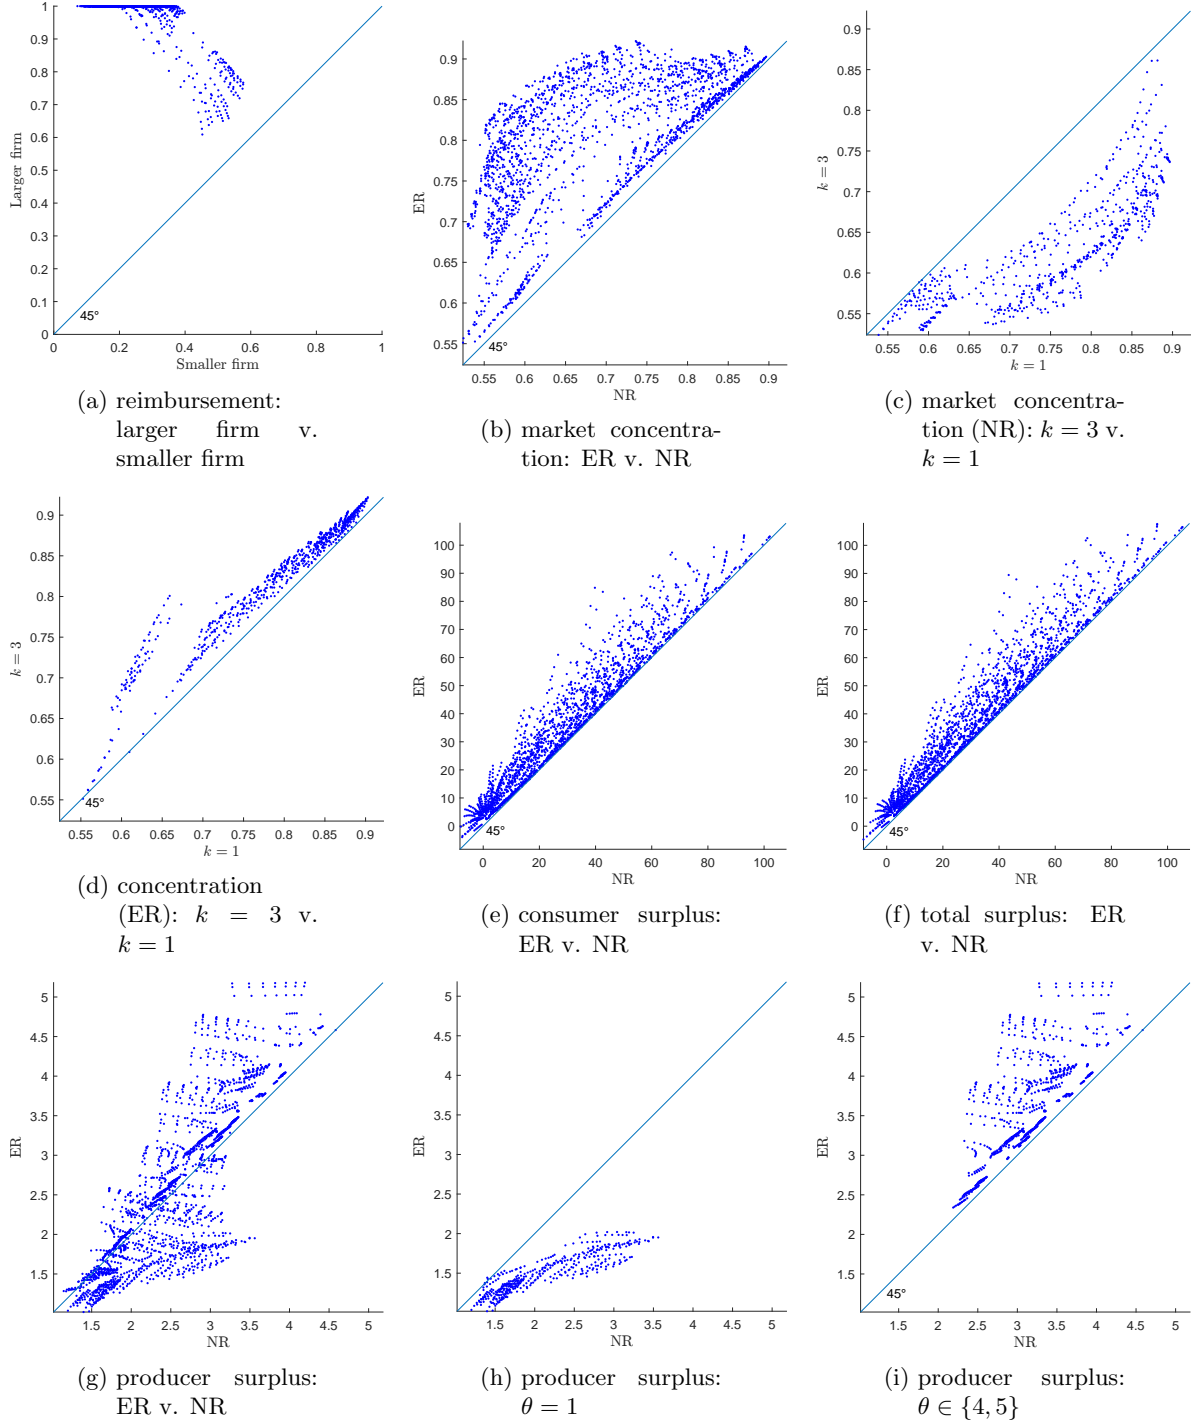 1
0.9
0.8
0.7
0.6
0.5
0.4
0.3
0.2
0.1
0
Larger firm
45°
0 0.2 0.4 0.6 0.8 1
Smaller firm
(a) reimbursement:
larger firm v.
smaller firm
0.9
0.85
0.8
0.75
0.7
0.65
0.6
0.55
ER
45°
0.55 0.6 0.65 0.7 0.75 0.8 0.85 0.9
NR
(b) market concentra-
tion: ER v. NR
0.9
0.85
0.8
0.75
0.7
0.65
0.6
0.55
k = 3
0.55 0.6 0.65 0.7 0.75 0.8 0.85 0.9
k = 1
(c) market concentra-
tion (NR): k = 3 v.
k = 1
0.9
0.85
0.8
0.75
0.7
0.65
0.6
0.55
k = 3
45°
0.55 0.6 0.65 0.7 0.75 0.8 0.85 0.9
k = 1
(d) concentration
(ER): k = 3 v.
k = 1
100
90
80
70
60
50
40
30
20
10
0
ER
45°
0 20 40 60 80 100
NR
(e) consumer surplus:
ER v. NR
100
90
80
70
60
50
40
30
20
10
0
ER
45°
0 20 40 60 80 100
NR
(f) total surplus: ER
v. NR
5
4.5
4
3.5
3
2.5
2
1.5
ER
1.5 2 2.5 3 3.5 4 4.5 5
NR
(g) producer surplus:
ER v. NR
5
4.5
4
3.5
3
2.5
2
1.5
ER
1.5 2 2.5 3 3.5 4 4.5 5
NR
(h) producer surplus:
θ = 1
5
4.5
4
3.5
3
2.5
2
1.5
ER
45°
1.5 2 2.5 3 3.5 4 4.5 5
NR
(i) producer surplus:
θ ∈ {4, 5}